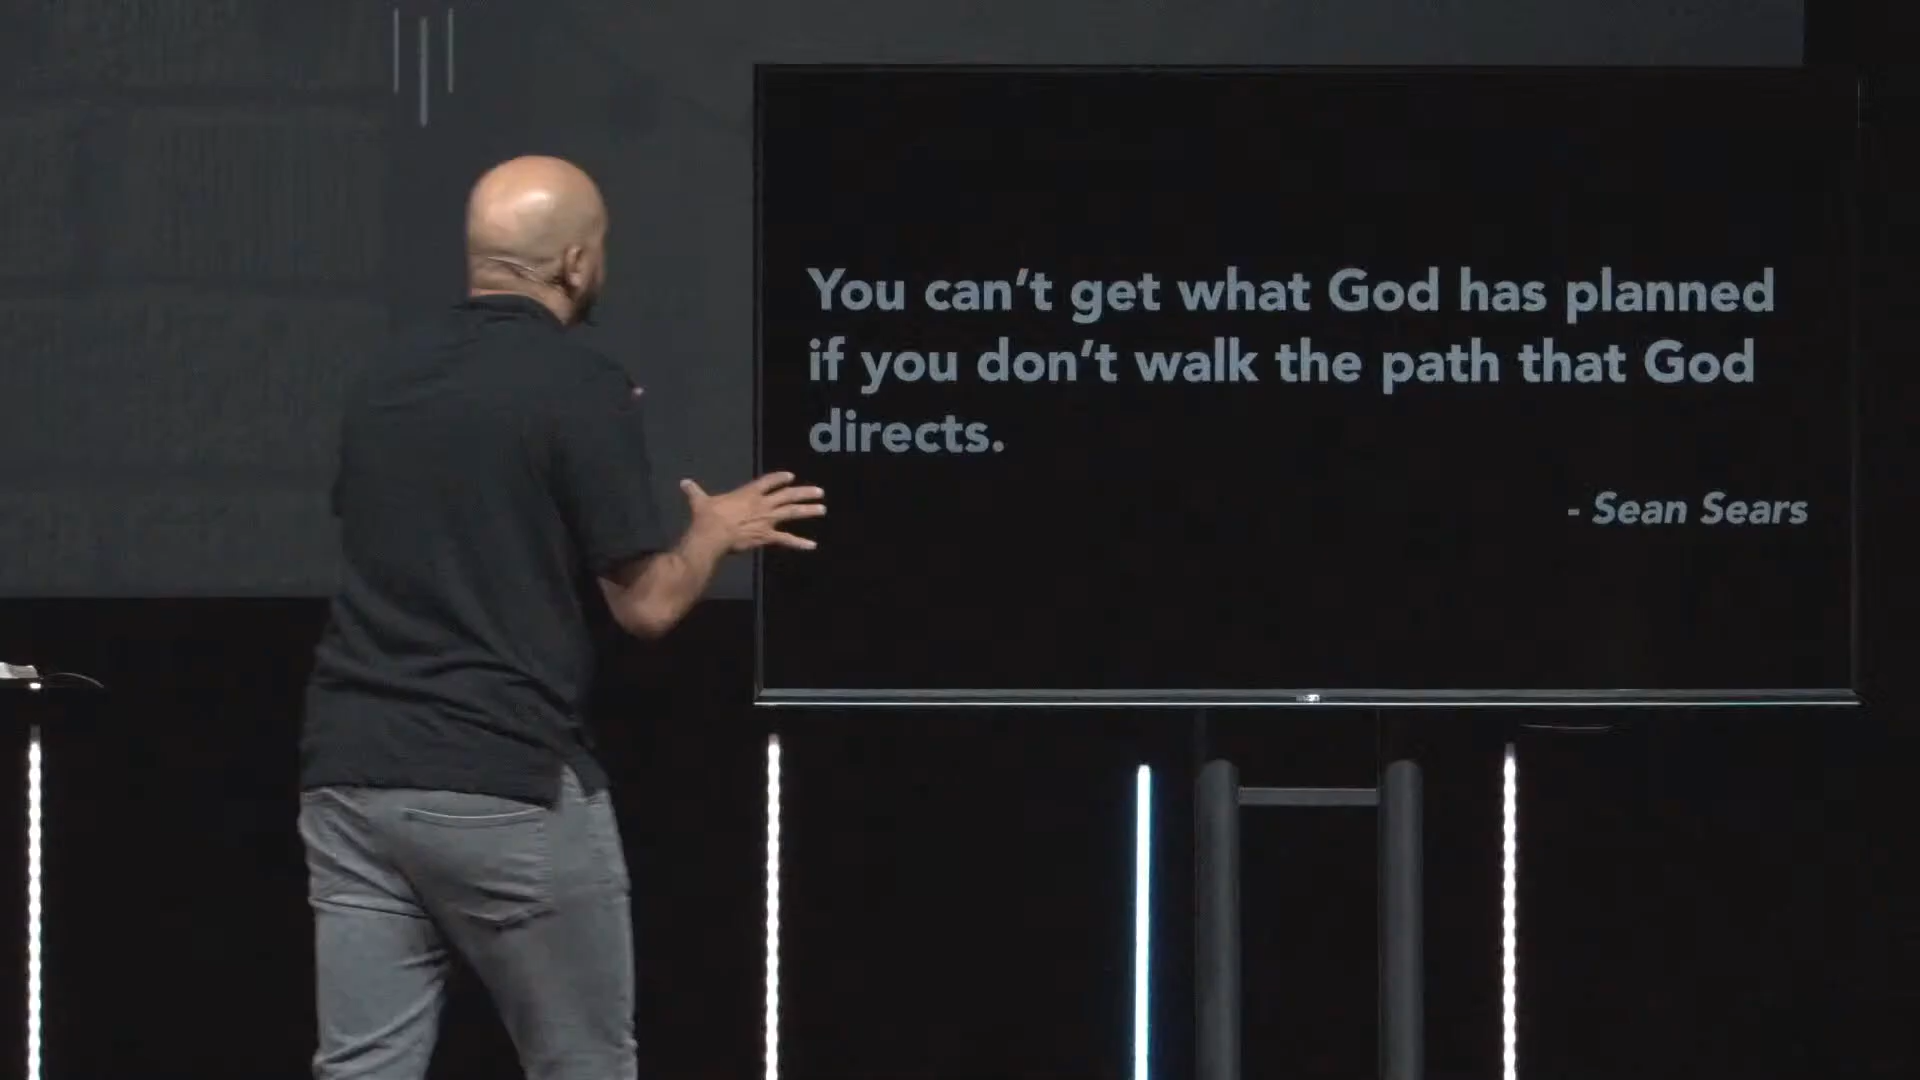 You can’t get what God has planned
if you don’t walk the path that God
directs.
- Sean Sears